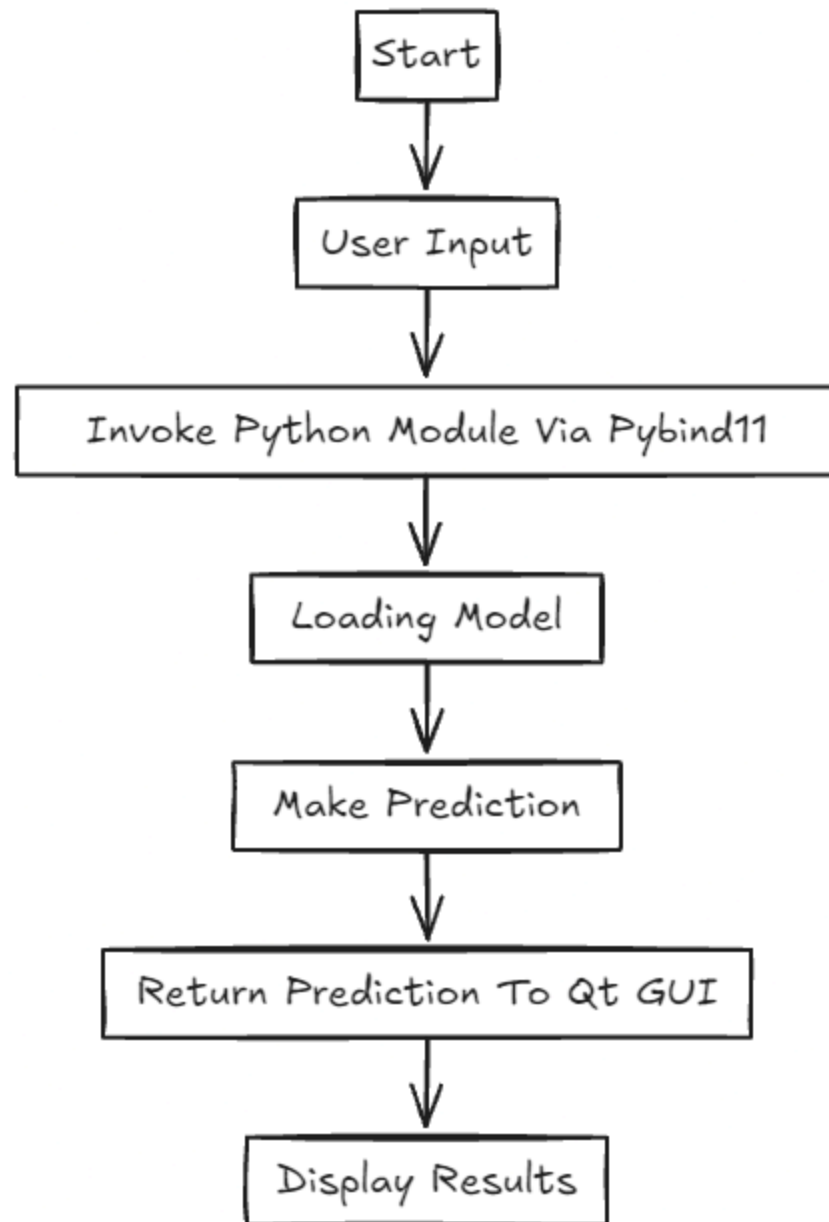 Start
User Input
Invoke Python Module Via Pybind11
Loading Model
Make Prediction
Return Prediction To Qt GUI
Display Results